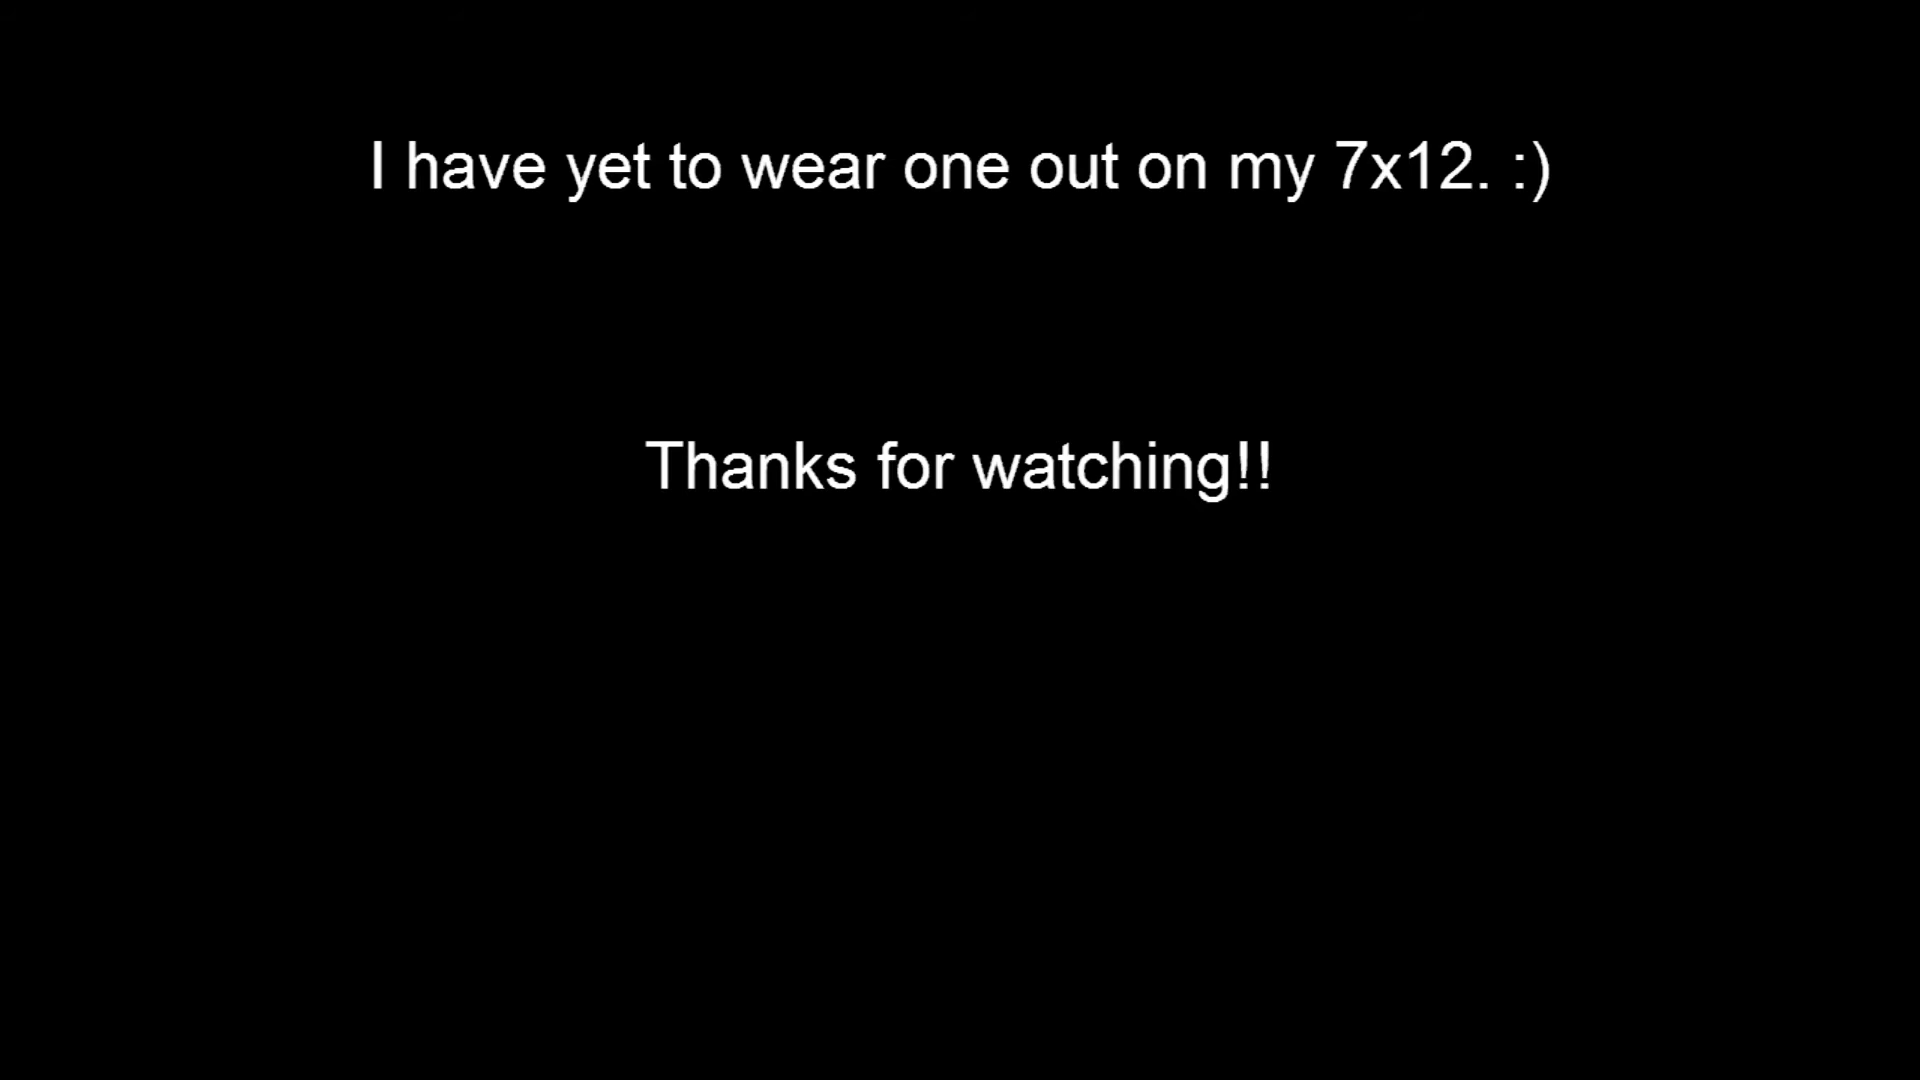 I have yet to wear one out on my 7x12. :)
Thanks for watching!!